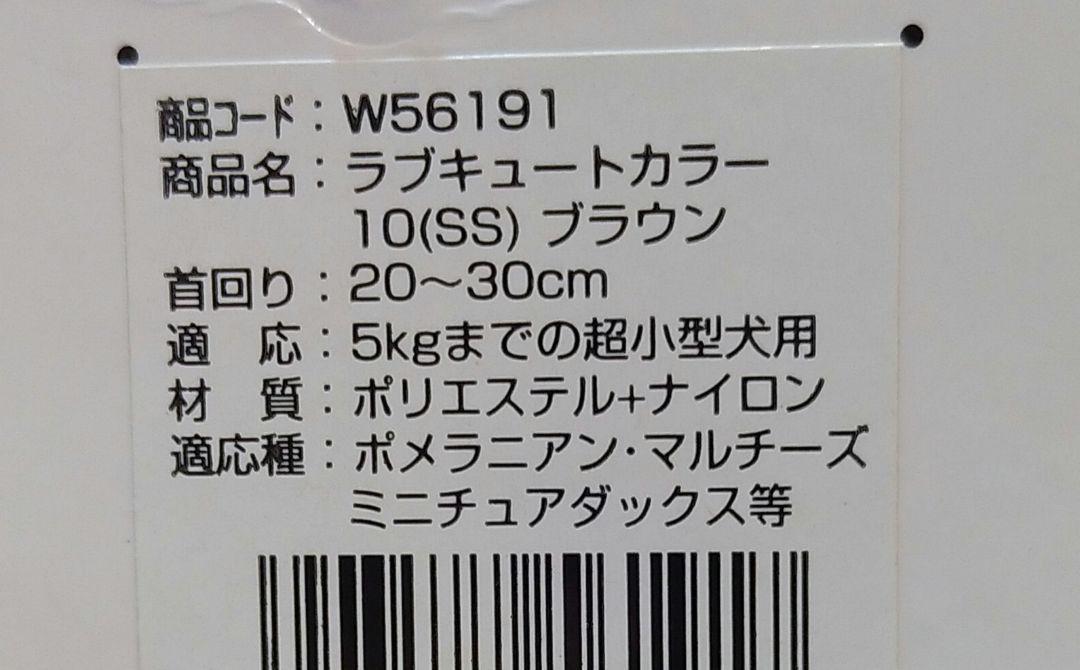 商品コード：W56191
商品名：ラブキュートカラー
10(SS) ブラウン
首回り：20～30cm
適　応：5kgまでの超小型犬用
材　質：ポリエステル+ナイロン
適応種：ポメラニアン・マルチーズ
ミニチュアダックス等